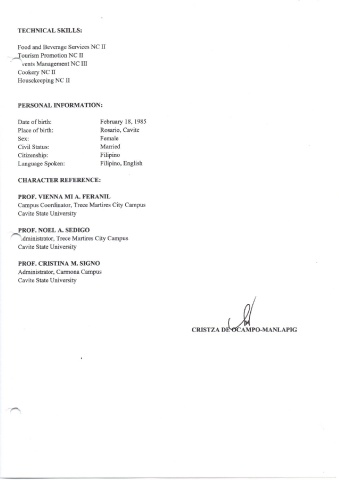 TECHNICAL SKILLS:
Food and Beverage Services NC II
Tourism Promotion NC II
vents Management NC III
Cookery NC II
Housekeeping NC II
PERSONAL INFORMATION:
Date of birth: February 18, 1985
Place of birth: Rosario, Cavite
Sex: Female
Civil Status: Married
Citizenship: Filipino
Language Spoken: Filipino, English
CHARACTER REFERENCE:
PROF. VIENNA MI A. FERANIL
Campus Coordinator, Trece Martires City Campus
Cavite State University
PROF. NOEL A. SEDIGO
dministrator, Trece Martires City Campus
Cavite State University
PROF. CRISTINA M. SIGNO
Administrator, Carmona Campus
Cavite State University
CRISTZA DE OCAMPO-MANLAPIG